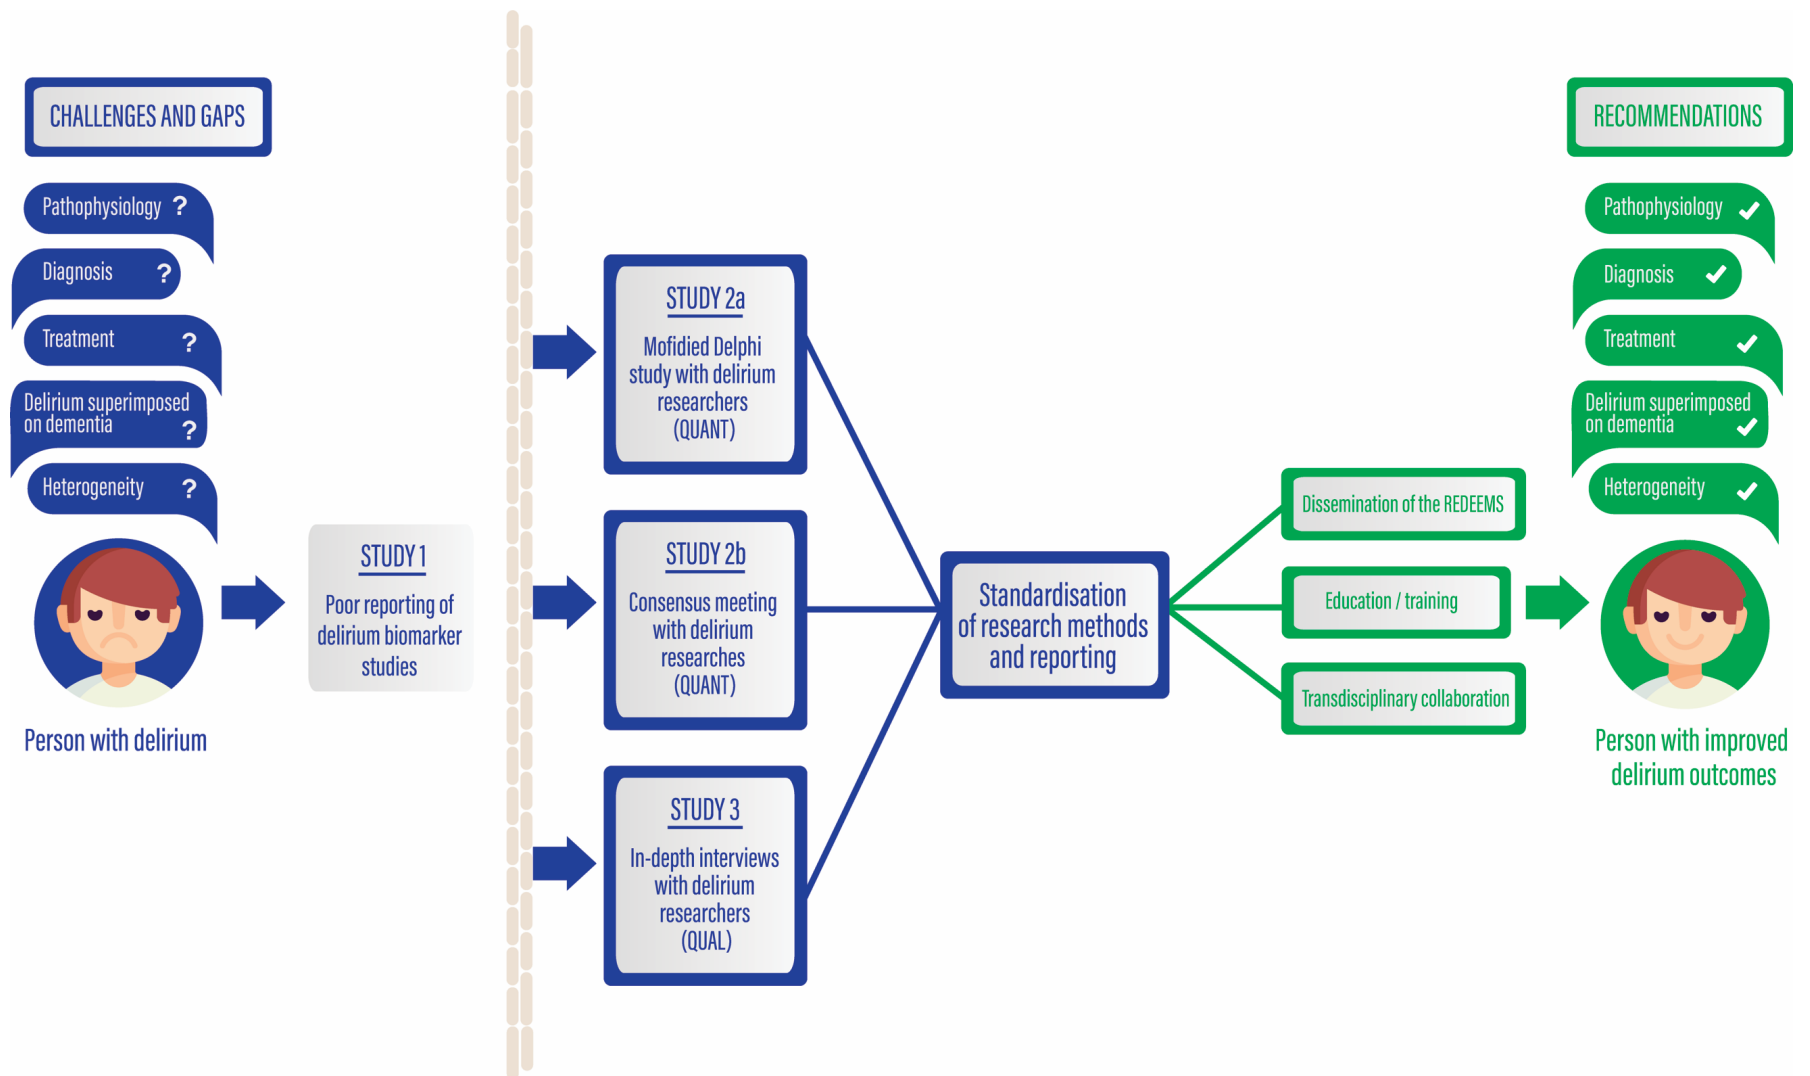 CHALLENGES AND GAPS
Pathophysiology ?
Diagnosis ?
Treatment ?
Delirium superimposed
on dementia ?
Heterogeneity ?
Person with delirium
STUDY 1
Poor reporting of
delirium biomarker
studies
STUDY 2a
Mofidied Delphi
study with delirium
researchers
(QUANT)
STUDY 2b
Consensus meeting
with delirium
researches
(QUANT)
STUDY 3
In-depth interviews
with delirium
researchers
(QUAL)
Standardisation
of research methods
and reporting
Dissemination of the REDEEMS
Education / training
Transdisciplinary collaboration
RECOMMENDATIONS
Pathophysiology
Diagnosis
Treatment
Delirium superimposed
on dementia
Heterogeneity
Person with improved
delirium outcomes